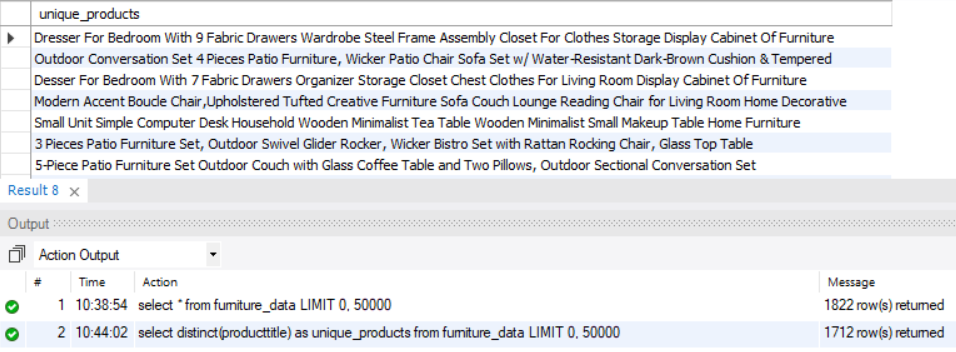 unique_products
Dresser For Bedroom With 9 Fabric Drawers Wardrobe Steel Frame Assembly Closet For Clothes Storage Display Cabinet Of Furniture
Outdoor Conversation Set 4 Pieces Patio Furniture, Wicker Patio Chair Sofa Set w/ Water-Resistant Dark-Brown Cushion & Tempered
Desser For Bedroom With 7 Fabric Drawers Organizer Storage Closet Chest Clothes For Living Room Display Cabinet Of Furniture
Modern Accent Boucle Chair,Upholstered Tufted Creative Furniture Sofa Couch Lounge Reading Chair for Living Room Home Decorative
Small Unit Simple Computer Desk Household Wooden Minimalist Tea Table Wooden Minimalist Small Makeup Table Home Furniture
3 Pieces Patio Furniture Set, Outdoor Swivel Glider Rocker, Wicker Bistro Set with Rattan Rocking Chair, Glass Top Table
5-Piece Patio Furniture Set Outdoor Couch with Glass Coffee Table and Two Pillows, Outdoor Sectional Conversation Set
Result 8 ×
Output
Action Output
# Time Action Message
1 10:38:54 select * from furniture_data LIMIT 0, 50000 1822 row(s) returned
2 10:44:02 select distinct(producttitle) as unique_products from furniture_data LIMIT 0, 50000 1712 row(s) returned